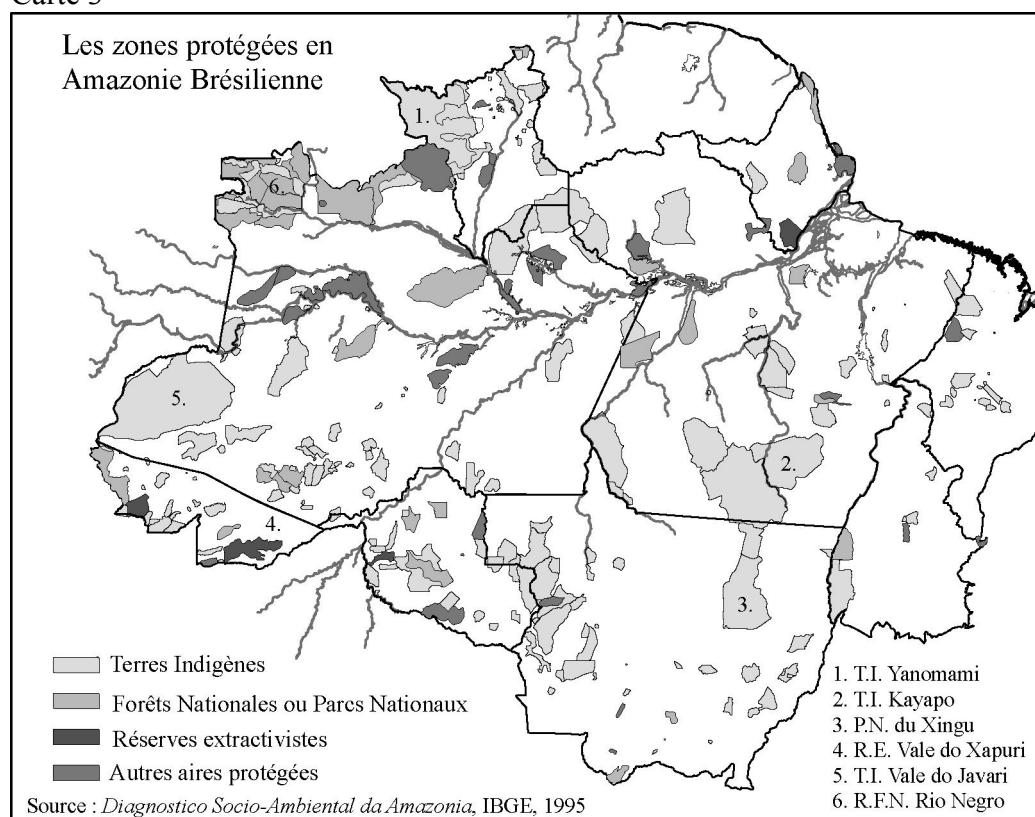 Carte 3
Les zones protégées en
Amazonie Brésilienne
1.
6.
5.
2.
4.
3.
Terres Indigènes
Forêts Nationales ou Parcs Nationaux
Réserves extractivistes
Autres aires protégées
1. T.I. Yanomami
2. T.I. Kayapo
3. P.N. du Xingu
4. R.E. Vale do Xapuri
5. T.I. Vale do Javari
6. R.F.N. Rio Negro
Source : Diagnostico Socio-Ambiental da Amazonia, IBGE, 1995